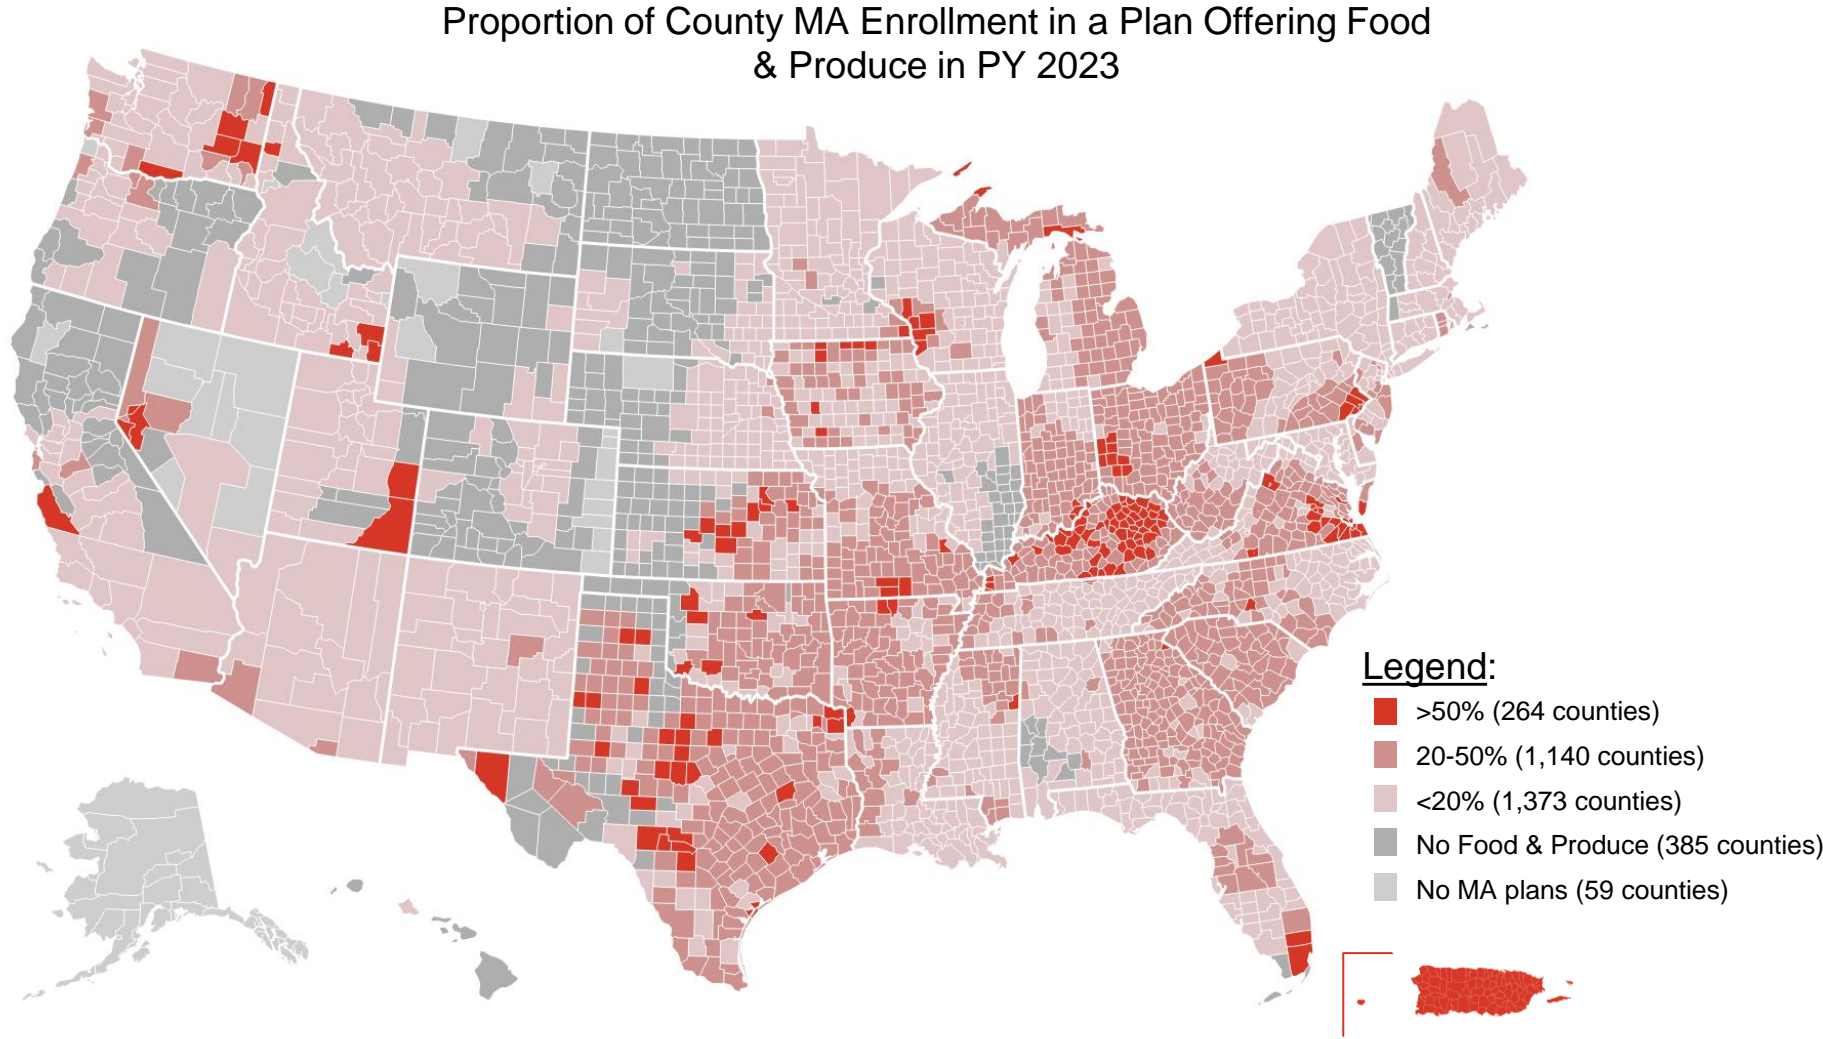 Proportion of County MA Enrollment in a Plan Offering Food
& Produce in PY 2023
Legend:
>50% (264 counties)
20-50% (1,140 counties)
<20% (1,373 counties)
No Food & Produce (385 counties)
No MA plans (59 counties)